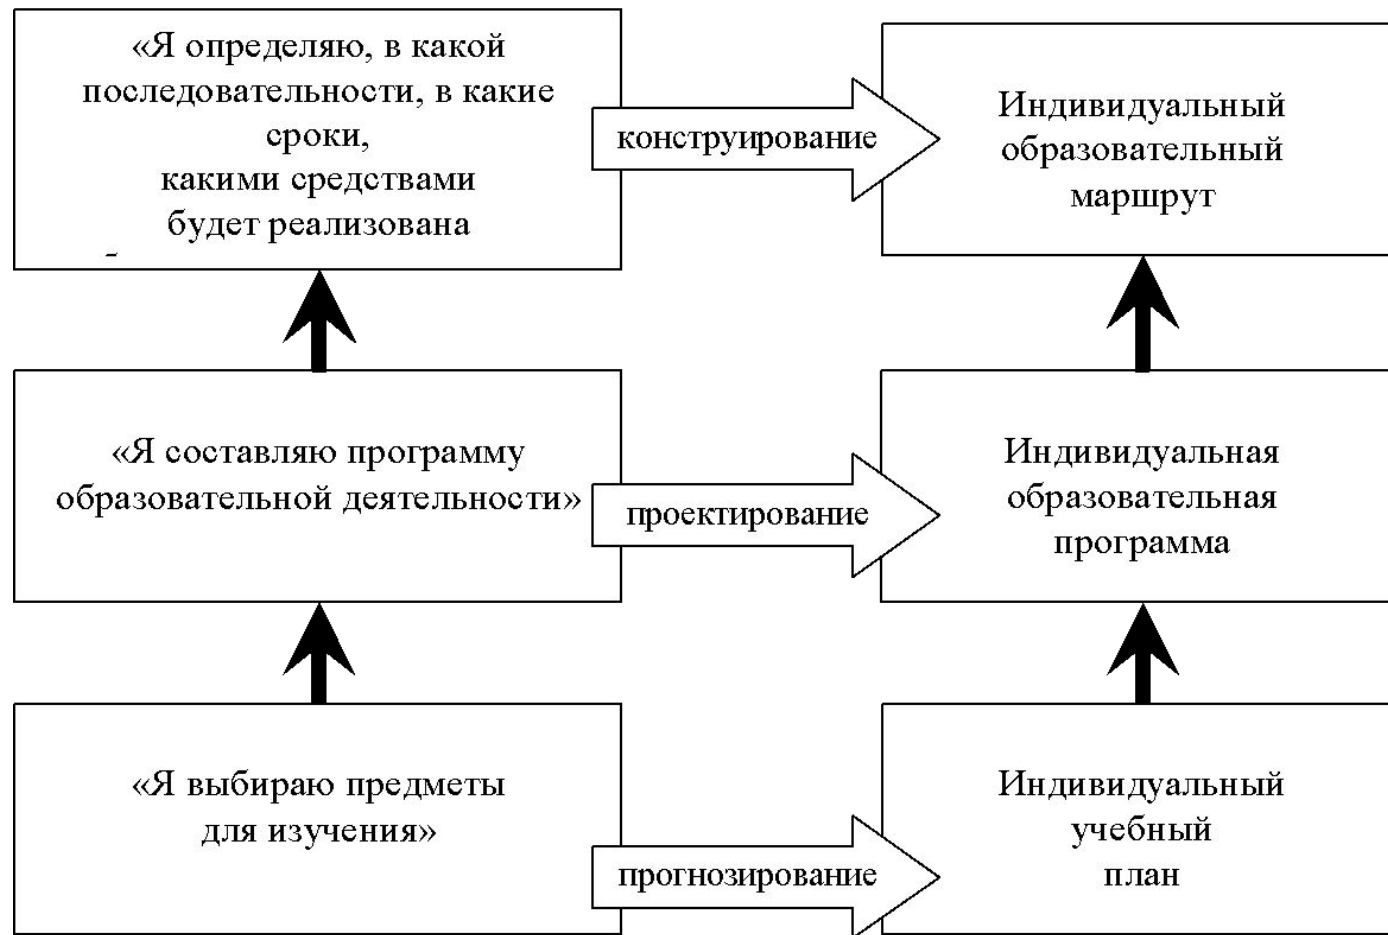 «Я определяю, в какой
последовательности, в какие
сроки,
какими средствами
будет реализована
конструирование
Индивидуальный
образовательный
маршрут
«Я составляю программу
образовательной деятельности»
проектирование
Индивидуальная
образовательная
программа
«Я выбираю предметы
для изучения»
прогнозирование
Индивидуальный
учебный
план